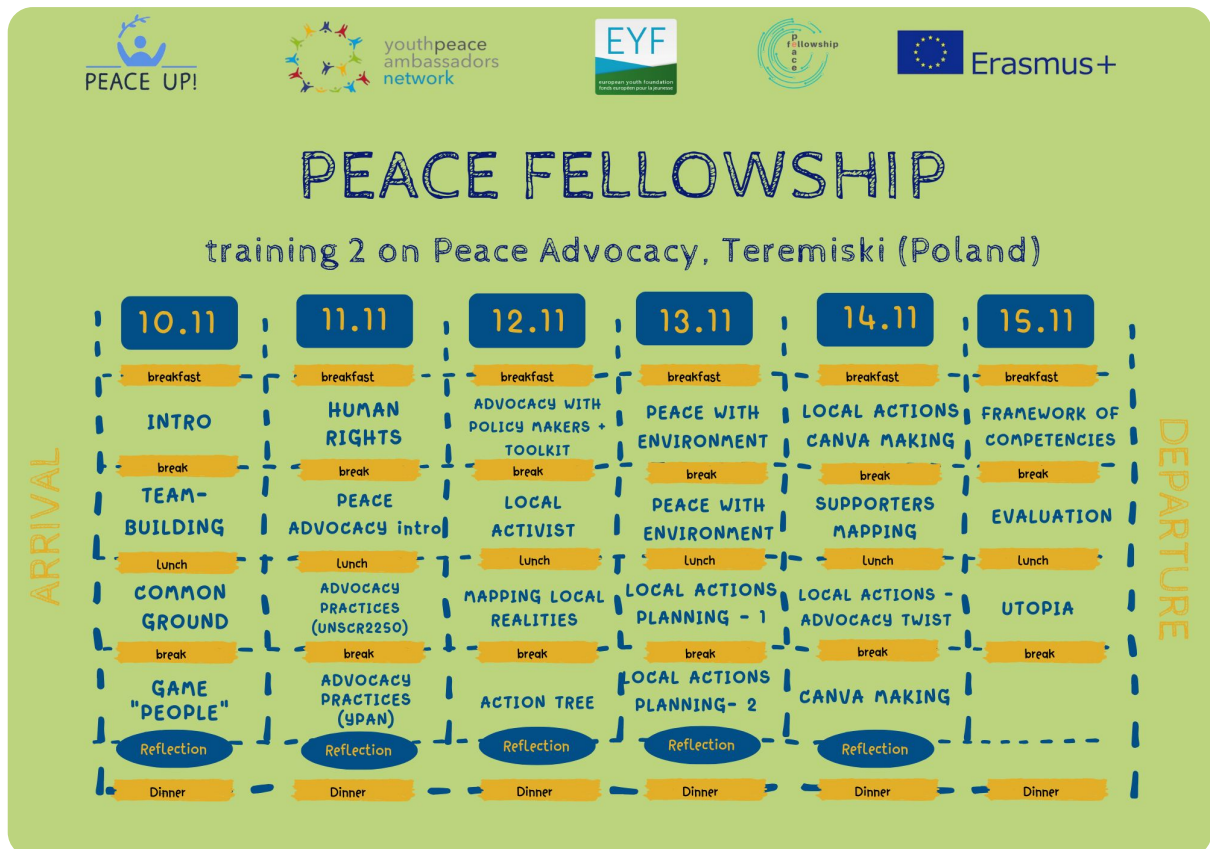 PEACE UP!
youthpeace
ambassadors
network
EYF
european youth foundation
fonds européen pour la jeunesse
peace
fellowship
Erasmus+
PEACE FELLOWSHIP
training 2 on Peace Advocacy, Teremiski (Poland)
ARRIVAL
10.11
11.11
12.11
13.11
14.11
15.11
breakfast
breakfast
breakfast
breakfast
breakfast
breakfast
INTRO
HUMAN
RIGHTS
ADVOCACY WITH
POLICY MAKERS +
TOOLKIT
PEACE WITH
ENVIRONMENT
LOCAL ACTIONS
CANVA MAKING
FRAMEWORK OF
COMPETENCIES
break
break
break
break
break
break
TEAM-
BUILDING
PEACE
ADVOCACY intro
LOCAL
ACTIVIST
PEACE WITH
ENVIRONMENT
SUPPORTERS
MAPPING
EVALUATION
Lunch
Lunch
Lunch
Lunch
Lunch
Lunch
COMMON
GROUND
ADVOCACY
PRACTICES
(UNSCR2250)
MAPPING LOCAL
REALITIES
LOCAL ACTIONS
PLANNING - 1
LOCAL ACTIONS -
ADVOCACY TWIST
UTOPIA
break
break
break
break
break
break
GAME
"PEOPLE"
ADVOCACY
PRACTICES
(YPAN)
ACTION TREE
LOCAL ACTIONS
PLANNING- 2
CANVA MAKING
Reflection
Reflection
Reflection
Reflection
Reflection
Dinner
Dinner
Dinner
Dinner
Dinner
Dinner
DEPARTURE